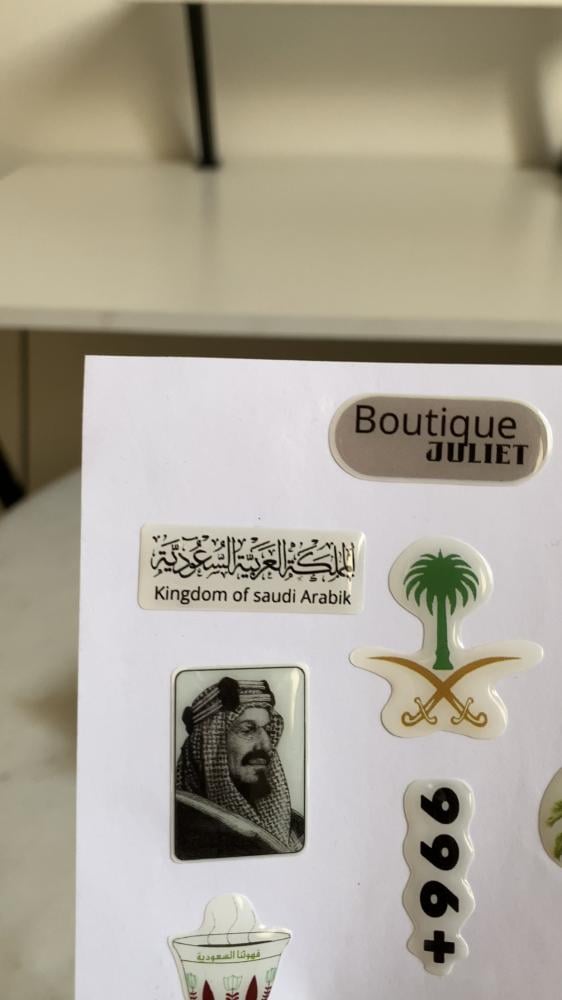 Boutique
JULIET
المملكة العربية السعودية
Kingdom of saudi Arabik
+966
قهوتنا السعودية